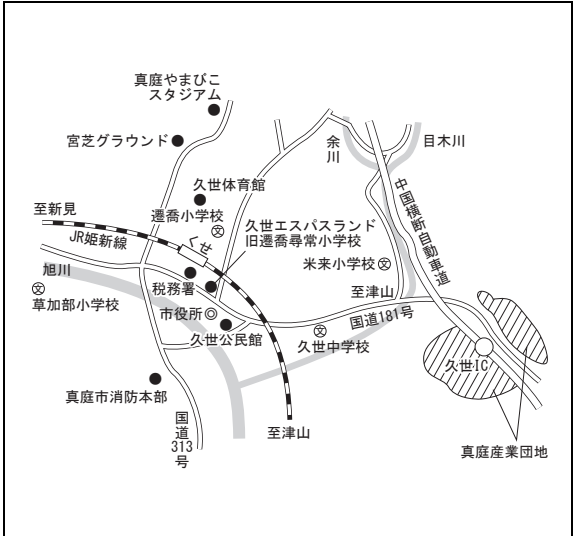 真庭やまびこ
スタジアム
宮芝グラウンド
余川
目木川
久世体育館
中国横断自動車道
至新見
遷喬小学校
久世エスパスランド
旧遷喬尋常小学校
JR姫新線
くせ
米来小学校
旭川
税務署
至津山
草加部小学校
市役所
国道181号
久世公民館
久世中学校
久世IC
真庭市消防本部
国道313号
至津山
真庭産業団地